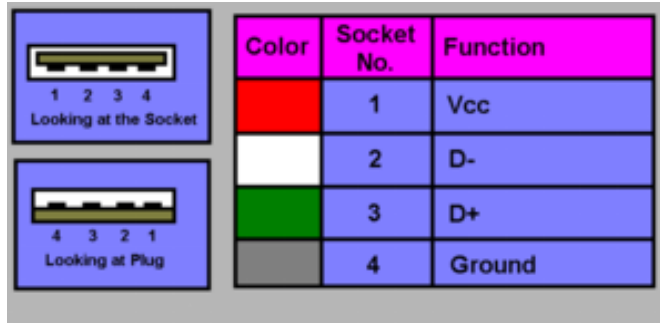 1 2 3 4
Looking at the Socket
4 3 2 1
Looking at Plug
Color Socket No. Function
1 Vcc
2 D-
3 D+
4 Ground